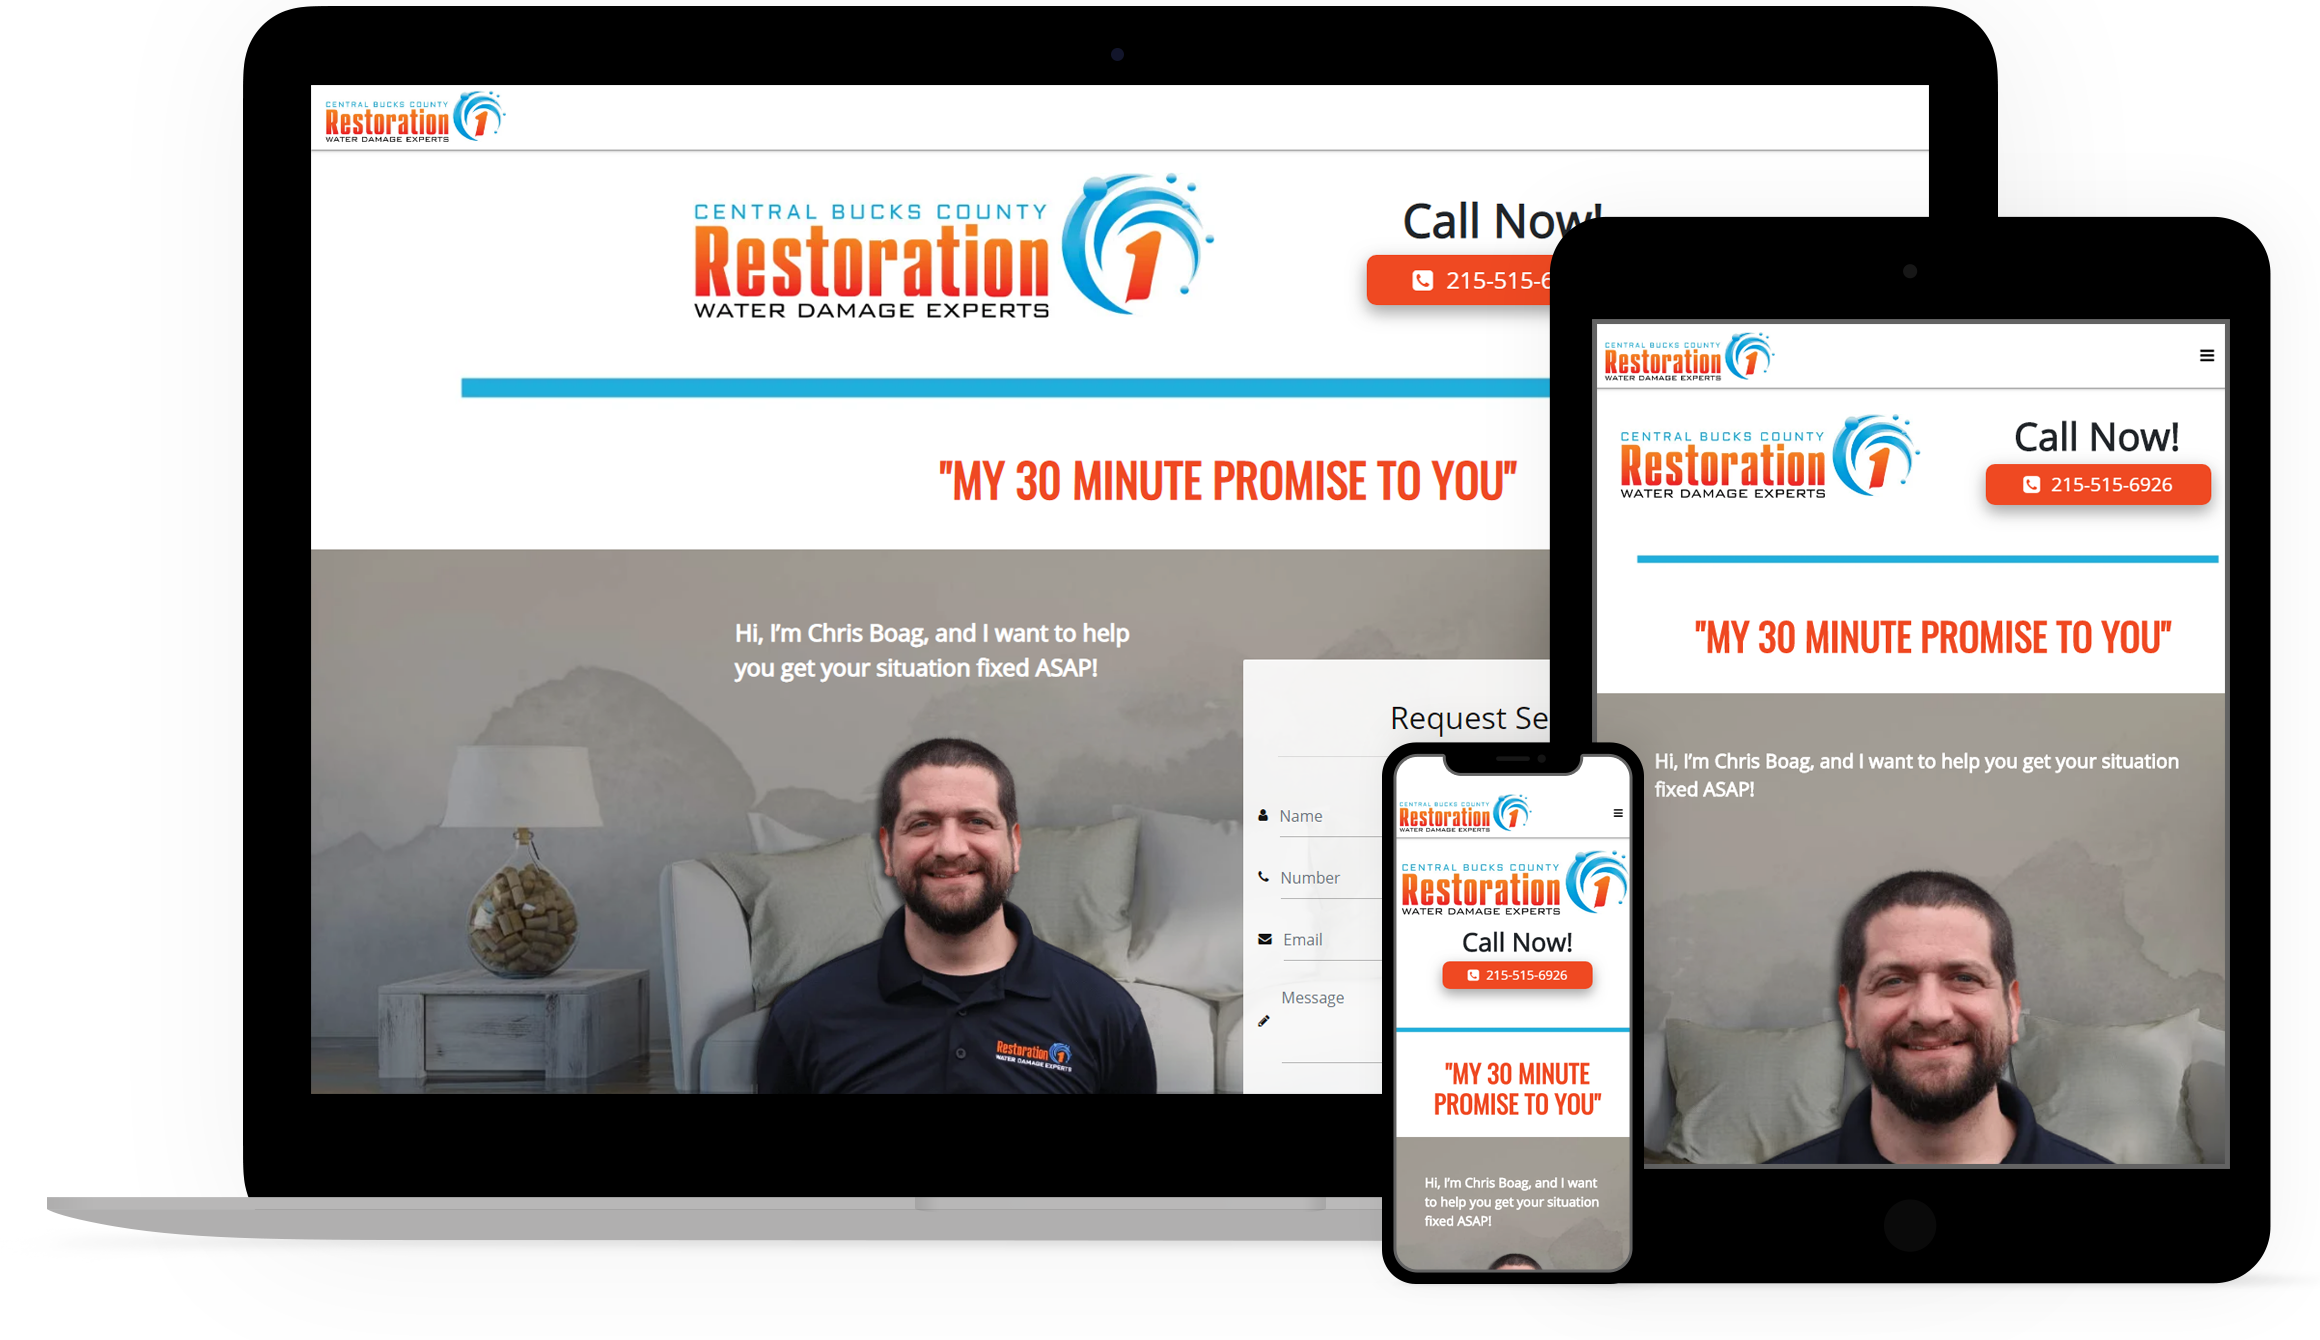 CENTRAL BUCKS COUNTY
Restoration 1
WATER DAMAGE EXPERTS
CENTRAL BUCKS COUNTY
Restoration 1
WATER DAMAGE EXPERTS
Call Now!
215-515-6
"MY 30 MINUTE PROMISE TO YOU"
Hi, I'm Chris Boag, and I want to help
you get your situation fixed ASAP!
Request Se
Name
Number
Email
Message
Restoration 1
WATER DAMAGE EXPERTS
CENTRAL BUCKS COUNTY
Restoration 1
WATER DAMAGE EXPERTS
CENTRAL BUCKS COUNTY
Restoration 1
WATER DAMAGE EXPERTS
Call Now!
215-515-6926
"MY 30 MINUTE PROMISE TO YOU"
Hi, I'm Chris Boag, and I want to help you get your situation
fixed ASAP!
CENTRAL BUCKS COUNTY
Restoration 1
WATER DAMAGE EXPERTS
CENTRAL BUCKS COUNTY
Restoration 1
WATER DAMAGE EXPERTS
Call Now!
215-515-6926
"MY 30 MINUTE
PROMISE TO YOU"
Hi, I'm Chris Boag, and I want
to help you get your situation
fixed ASAP!